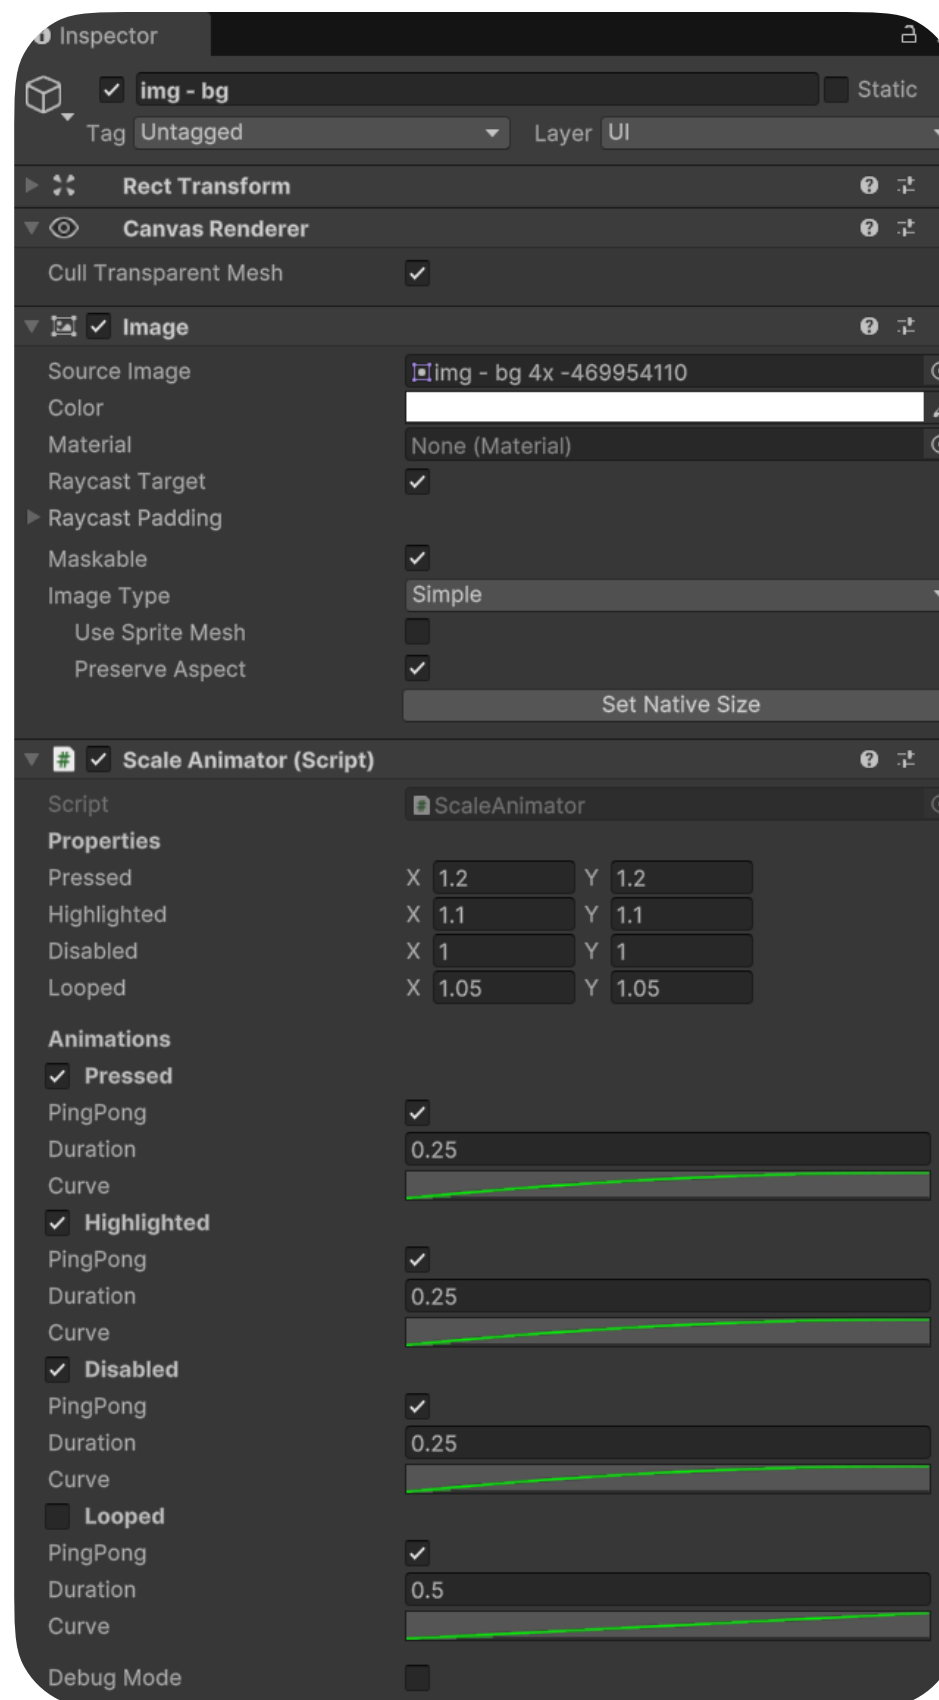 Inspector
img - bg Static
Tag Untagged Layer UI
Rect Transform
Canvas Renderer
Cull Transparent Mesh
Image
Source Image img - bg 4x -469954110
Color
Material None (Material)
Raycast Target
Raycast Padding
Maskable
Image Type Simple
Use Sprite Mesh
Preserve Aspect
Set Native Size
# Scale Animator (Script)
Script # ScaleAnimator
Properties
Pressed X 1.2 Y 1.2
Highlighted X 1.1 Y 1.1
Disabled X 1 Y 1
Looped X 1.05 Y 1.05
Animations
Pressed
PingPong
Duration 0.25
Curve
Highlighted
PingPong
Duration 0.25
Curve
Disabled
PingPong
Duration 0.25
Curve
Looped
PingPong
Duration 0.5
Curve
Debug Mode